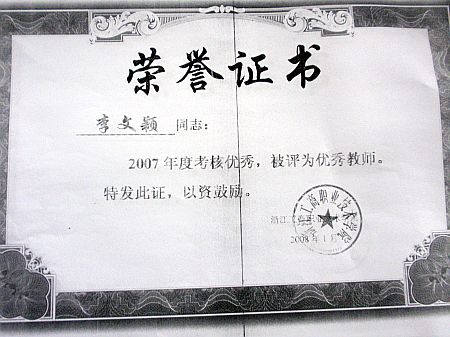 荣誉证书
李文颖 同志:
2007年度考核优秀,被评为优秀教师。
特发此证,以资鼓励。
浙江
2008年1月